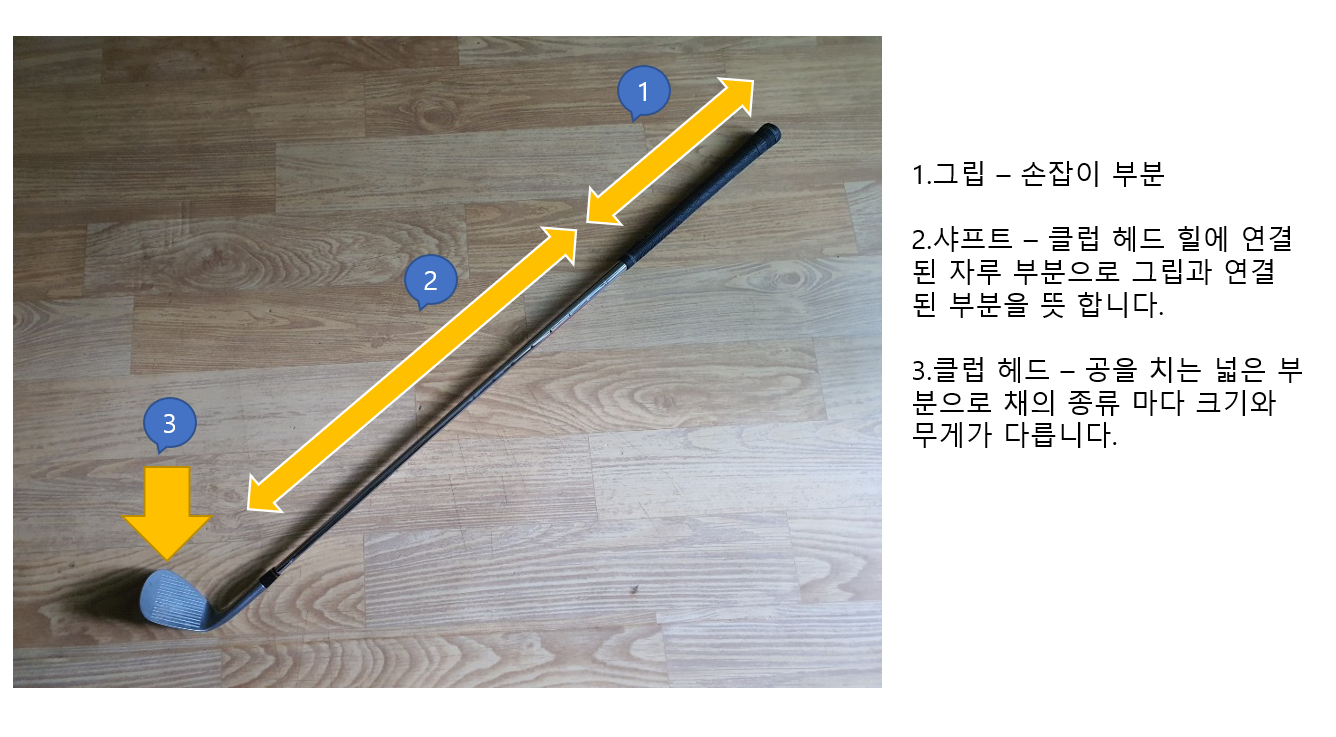 1
2
3
1.그립 – 손잡이 부분
2.샤프트 – 클럽 헤드 힐에 연결
된 자루 부분으로 그립과 연결
된 부분을 뜻 합니다.
3.클럽 헤드 – 공을 치는 넓은 부
분으로 채의 종류 마다 크기와
무게가 다릅니다.